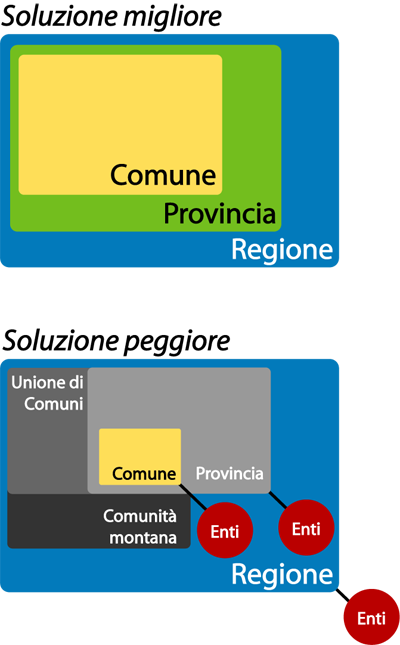 Soluzione migliore
Comune
Provincia
Regione
Soluzione peggiore
Unione di
Comuni
Comune
Provincia
Comunità
montana
Enti
Enti
Regione
Enti